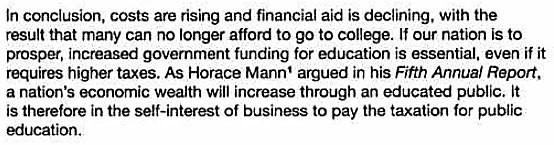 In conclusion, costs are rising and financial aid is declining, with the
result that many can no longer afford to go to college. If our nation is to
prosper, increased government funding for education is essential, even if it
requires higher taxes. As Horace Mann¹ argued in his Fifth Annual Report,
a nation's economic wealth will increase through an educated public. It
is therefore in the self-interest of business to pay the taxation for public
education.